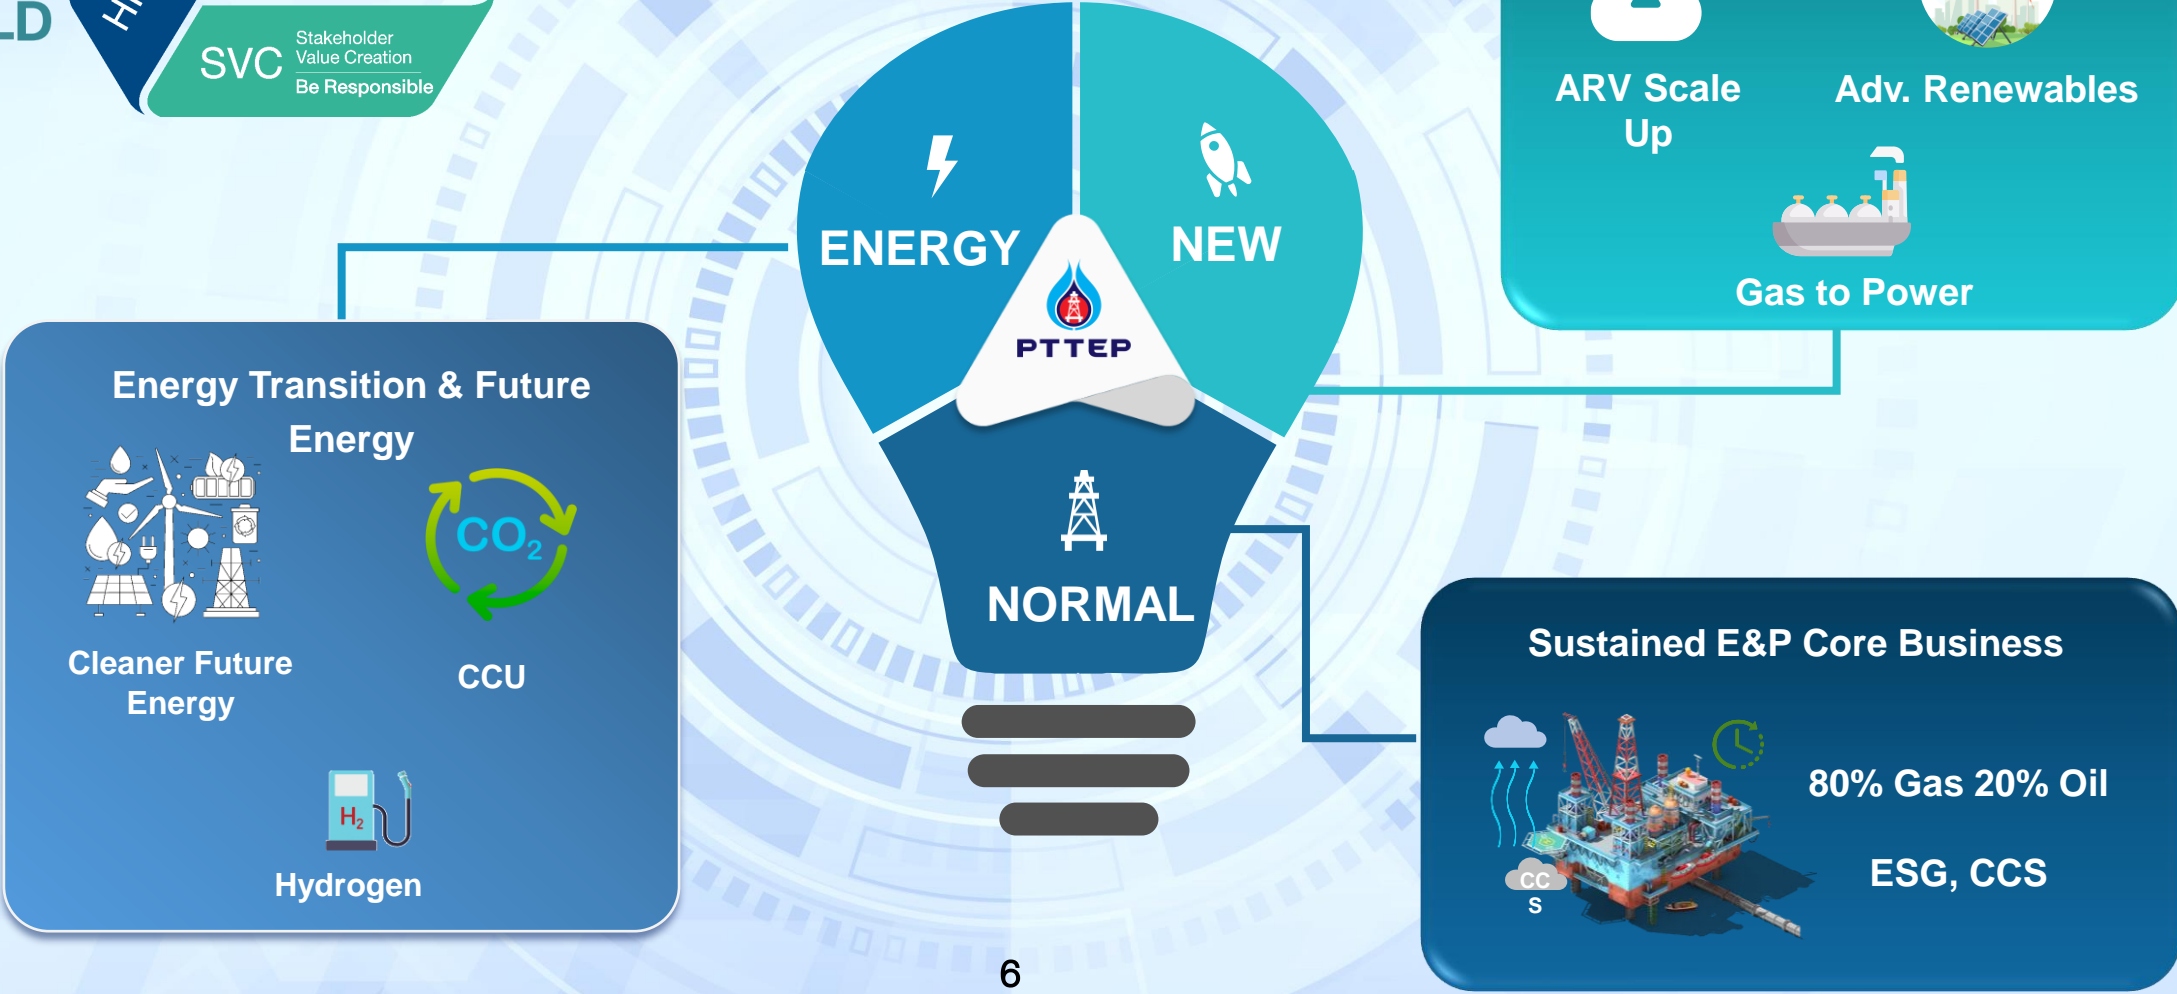 LD
SVC
Stakeholder
Value Creation
Be Responsible
ENERGY
NEW
PTTEP
NORMAL
ARV Scale
Up
Adv. Renewables
Gas to Power
Energy Transition & Future
Energy
CO₂
Cleaner Future
Energy
CCU
H₂
Hydrogen
Sustained E&P Core Business
80% Gas 20% Oil
ESG, CCS
CC
S
6